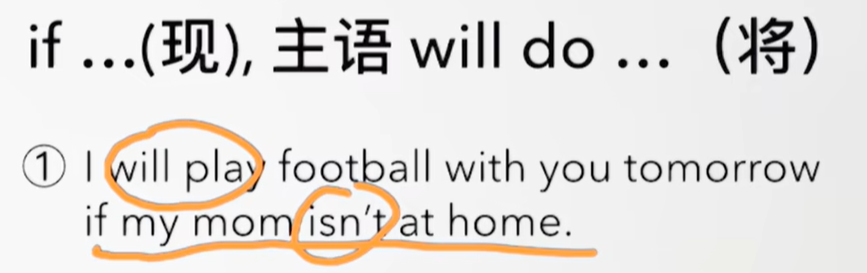 if ...(现), 主语 will do ... (将)
① I will play football with you tomorrow
if my mom isn't at home.